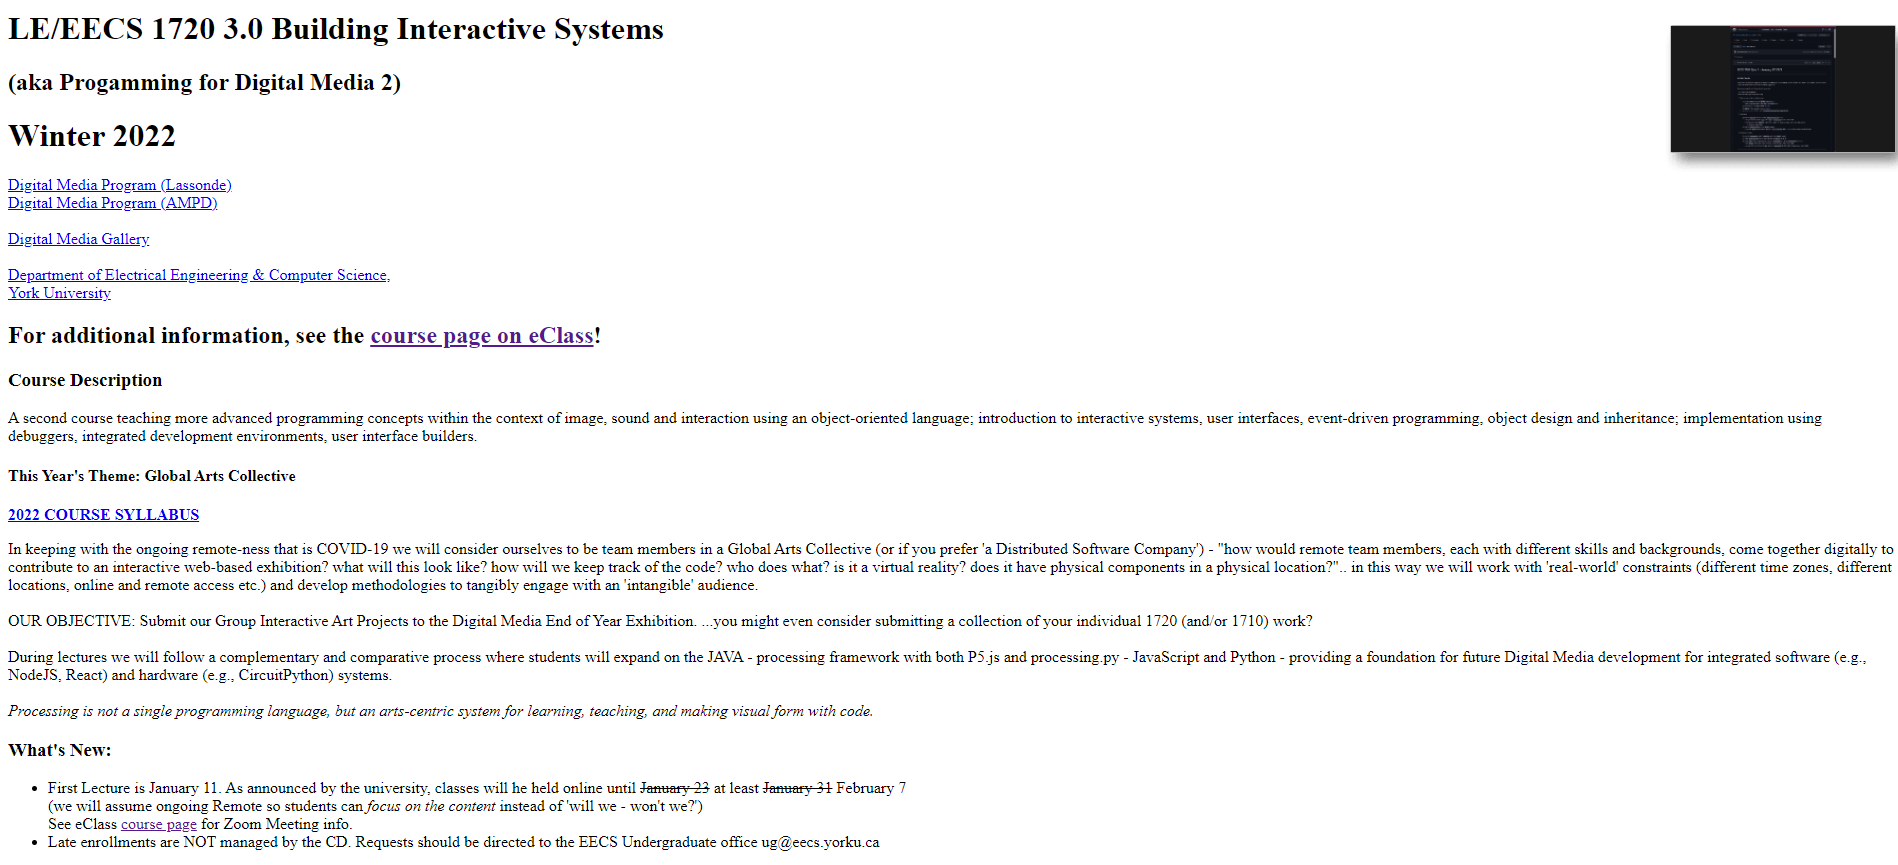 LE/EECS 1720 3.0 Building Interactive Systems
(aka Progamming for Digital Media 2)
Winter 2022
Digital Media Program (Lassonde)
Digital Media Program (AMPD)
Digital Media Gallery
Department of Electrical Engineering & Computer Science,
York University
For additional information, see the course page on eClass!
Course Description
A second course teaching more advanced programming concepts within the context of image, sound and interaction using an object-oriented language; introduction to interactive systems, user interfaces, event-driven programming, object design and inheritance; implementation using
debuggers, integrated development environments, user interface builders.
This Year's Theme: Global Arts Collective
2022 COURSE SYLLABUS
In keeping with the ongoing remote-ness that is COVID-19 we will consider ourselves to be team members in a Global Arts Collective (or if you prefer 'a Distributed Software Company') - "how would remote team members, each with different skills and backgrounds, come together digitally to
contribute to an interactive web-based exhibition? what will this look like? how will we keep track of the code? who does what? is it a virtual reality? does it have physical components in a physical location?".. in this way we will work with 'real-world' constraints (different time zones, different
locations, online and remote access etc.) and develop methodologies to tangibly engage with an 'intangible' audience.
OUR OBJECTIVE: Submit our Group Interactive Art Projects to the Digital Media End of Year Exhibition. ...you might even consider submitting a collection of your individual 1720 (and/or 1710) work?
During lectures we will follow a complementary and comparative process where students will expand on the JAVA - processing framework with both P5.js and processing.py - JavaScript and Python - providing a foundation for future Digital Media development for integrated software (e.g.,
NodeJS, React) and hardware (e.g., CircuitPython) systems.
Processing is not a single programming language, but an arts-centric system for learning, teaching, and making visual form with code.
What's New:
• First Lecture is January 11. As announced by the university, classes will he held online until January 23 at least January 31 February 7
(we will assume ongoing Remote so students can focus on the content instead of 'will we - won't we?')
See eClass course page for Zoom Meeting info.
• Late enrollments are NOT managed by the CD. Requests should be directed to the EECS Undergraduate office ug@eecs.yorku.ca